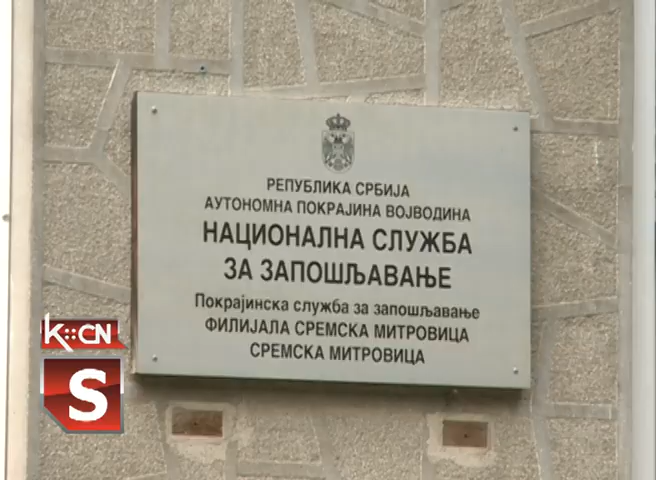 РЕПУБЛИКА СРБИЈА
АУТОНОМНА ПОКРАЈИНА ВОЈВОДИНА
НАЦИОНАЛНА СЛУЖБА
ЗА ЗАПОШЉАВАЊЕ
Покрајинска служба за запошљавање
ФИЛИЈАЛА СРЕМСКА МИТРОВИЦА
СРЕМСКА МИТРОВИЦА
K::CN
S